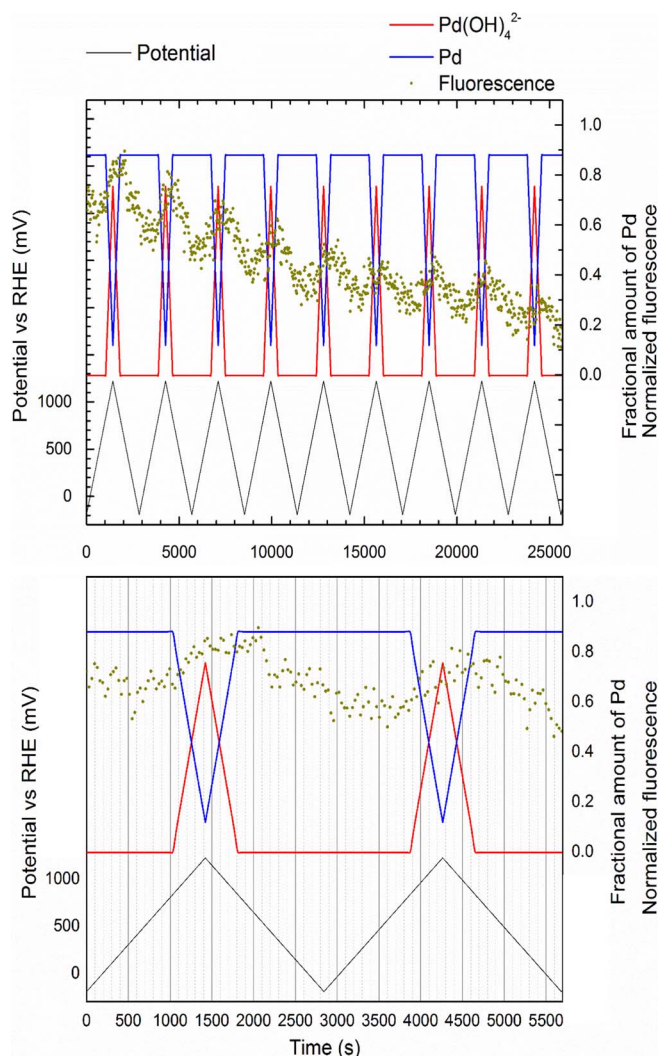 Potential
Pd(OH)₄²⁻
Pd
Fluorescence
Potential vs RHE (mV)
1000
500
0
1.0
0.8
0.6
0.4
0.2
0.0
Fractional amount of Pd
Normalized fluorescence
0 5000 10000 15000 20000 25000
Potential vs RHE (mV)
1000
500
0
1.0
0.8
0.6
0.4
0.2
0.0
Fractional amount of Pd
Normalized fluorescence
0 500 1000 1500 2000 2500 3000 3500 4000 4500 5000 5500
Time (s)